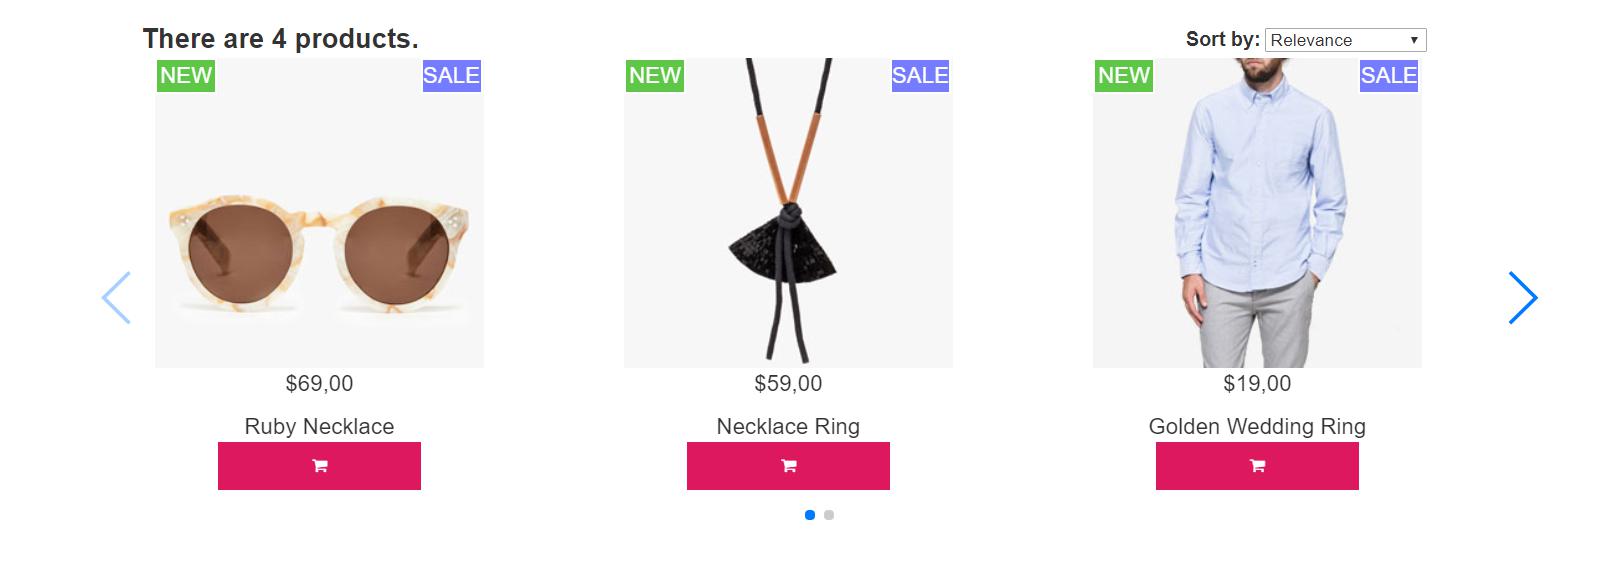 There are 4 products.
Sort by: Relevance
NEW
SALE
NEW
SALE
NEW
SALE
$69,00
$59,00
$19,00
Ruby Necklace
Necklace Ring
Golden Wedding Ring